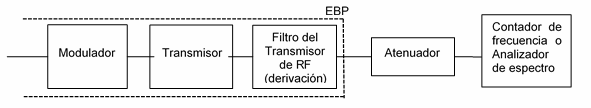 EBP
Modulador
Transmisor
Filtro del
Transmisor
de RF
(derivación)
Atenuador
Contador de
frecuencia o
Analizador
de espectro